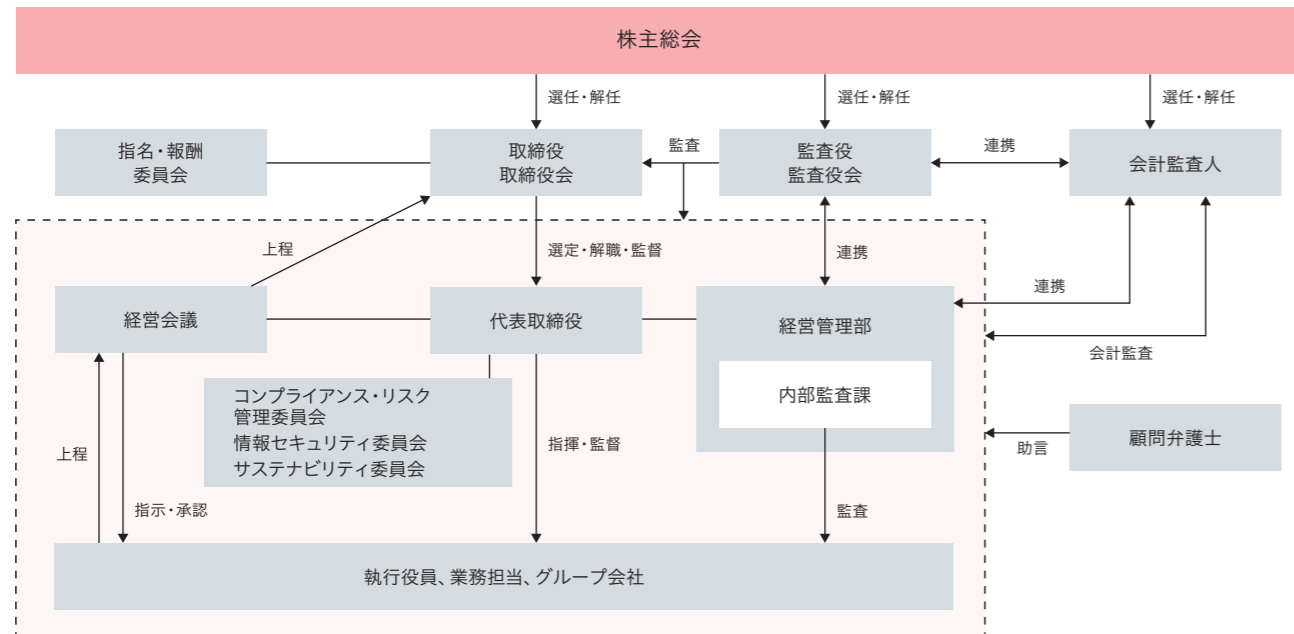 株主総会
選任・解任
選任・解任
選任・解任
指名・報酬
委員会
取締役
取締役会
監査
監査役
監査役会
連携
会計監査人
上程
選定・解職・監督
連携
連携
経営会議
代表取締役
経営管理部
会計監査
内部監査課
コンプライアンス・リスク
管理委員会
情報セキュリティ委員会
サステナビリティ委員会
上程
指揮・監督
顧問弁護士
助言
指示・承認
監査
執行役員、業務担当、グループ会社